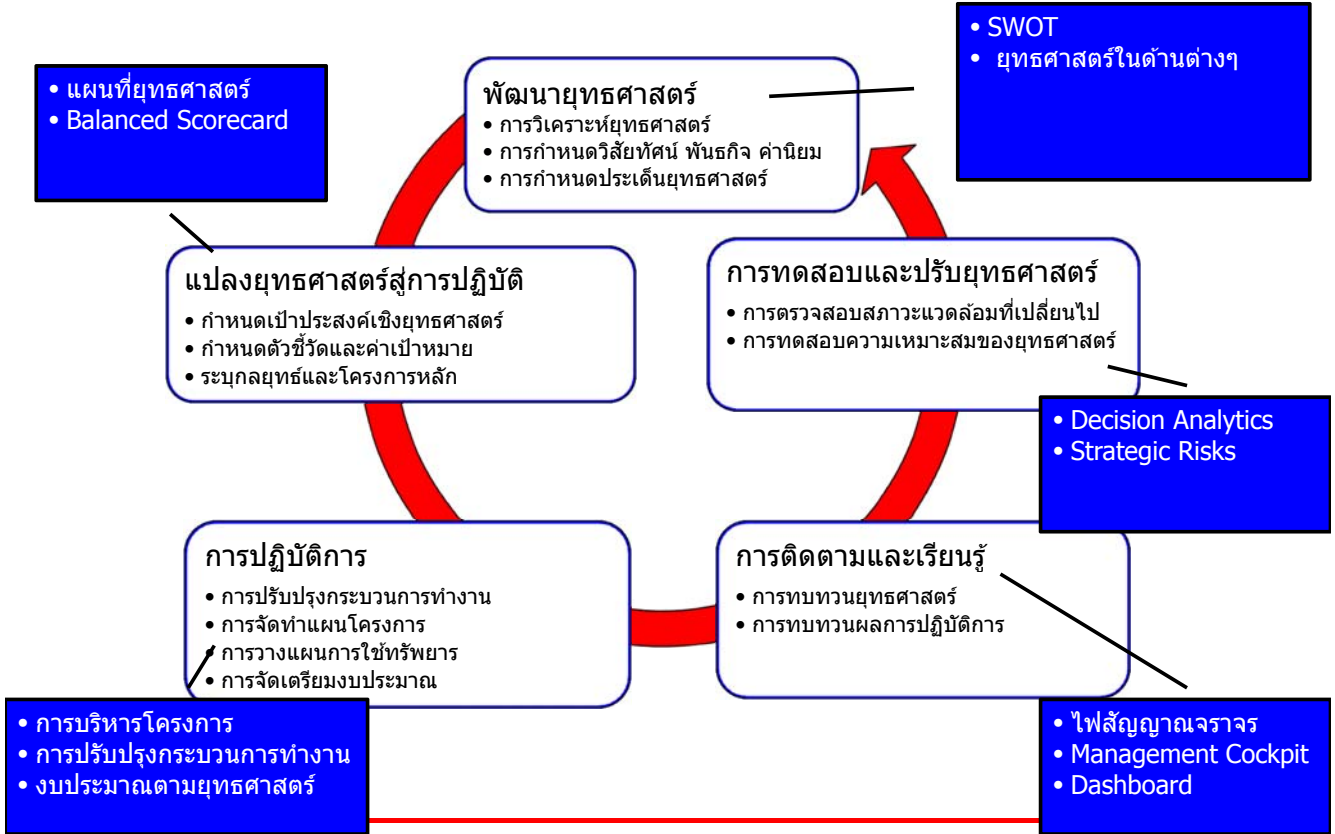 • SWOT
• ยุทธศาสตร์ในด้านต่างๆ
• แผนที่ยุทธศาสตร์
• Balanced Scorecard
พัฒนายุทธศาสตร์
• การวิเคราะห์ยุทธศาสตร์
• การกำหนดวิสัยทัศน์ พันธกิจ ค่านิยม
• การกำหนดประเด็นยุทธศาสตร์
แปลงยุทธศาสตร์สู่การปฏิบัติ
• กำหนดเป้าประสงค์เชิงยุทธศาสตร์
• กำหนดตัวชี้วัดและค่าเป้าหมาย
• ระบุกลยุทธ์และโครงการหลัก
การทดสอบและปรับยุทธศาสตร์
• การตรวจสอบสภาวะแวดล้อมที่เปลี่ยนไป
• การทดสอบความเหมาะสมของยุทธศาสตร์
• Decision Analytics
• Strategic Risks
การปฏิบัติการ
• การปรับปรุงกระบวนการทำงาน
• การจัดทำแผนโครงการ
• การวางแผนการใช้ทรัพยาร
• การจัดเตรียมงบประมาณ
การติดตามและเรียนรู้
• การทบทวนยุทธศาสตร์
• การทบทวนผลการปฏิบัติการ
• การบริหารโครงการ
• การปรับปรุงกระบวนการทำงาน
• งบประมาณตามยุทธศาสตร์
• ไฟสัญญาณจราจร
• Management Cockpit
• Dashboard